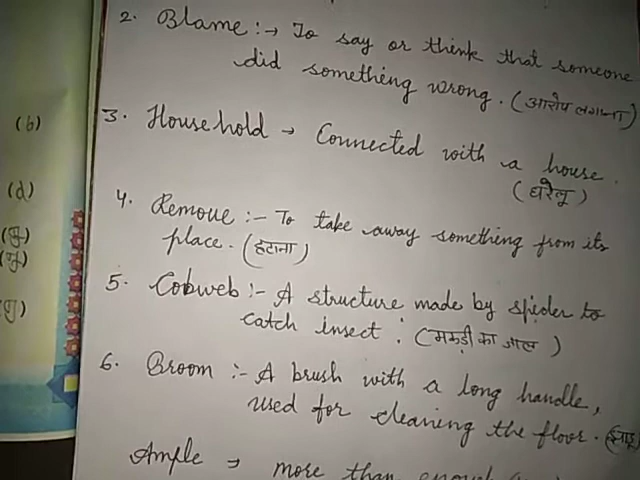 2. Blame :→ To say or think that someone
did something wrong. (आरोप लगाना)
3. Household → Connected with a house.
(घरेलू)
4. Remove :- To take away something from its
place. (हटाना)
5. Cobweb :- A structure made by spider to
catch insect. (मकड़ी का जाल)
6. Broom :- A brush with a long handle,
used for cleaning the floor. (झाड़ू
Ample → more than enough
(b)
(d)